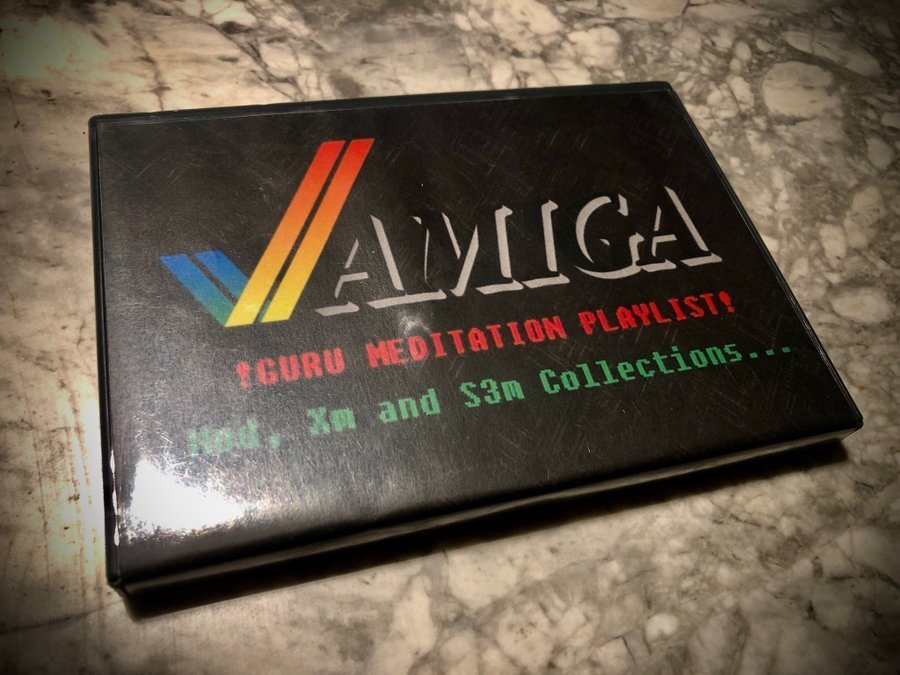 AMIGA
!GURU MEDITATION PLAYLIST!
Mod, Xm and S3m Collections...